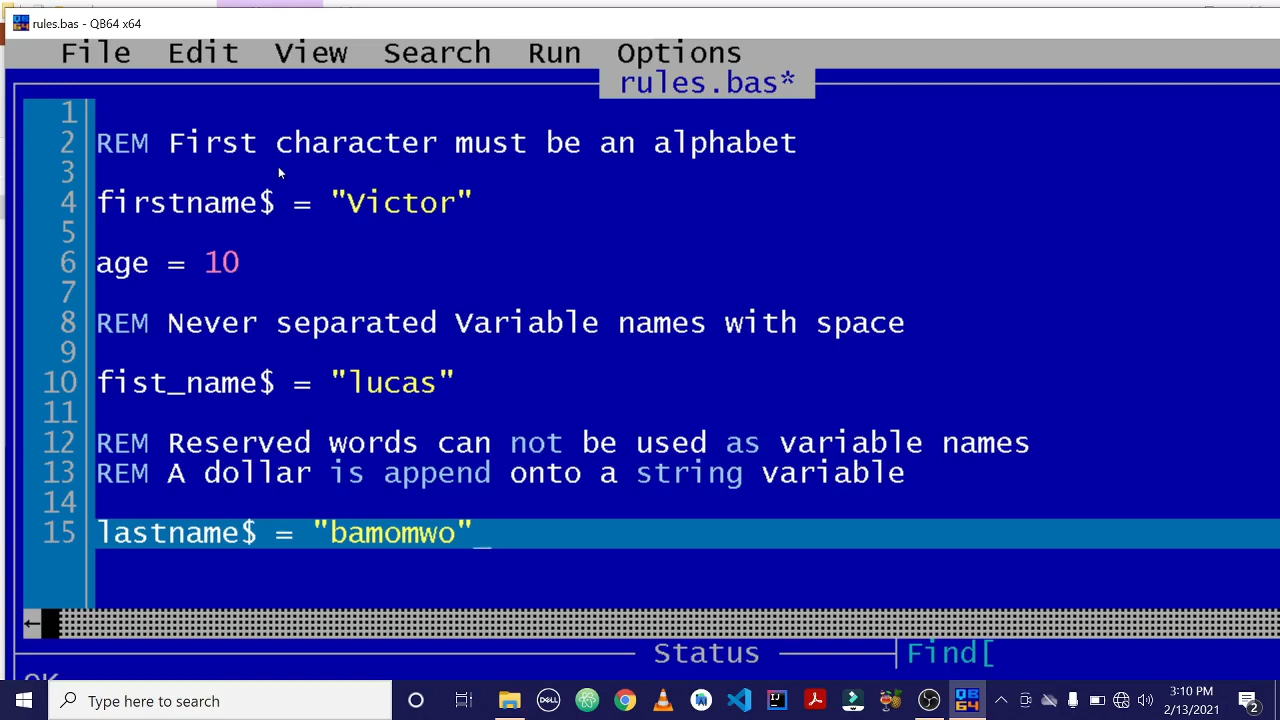 rules.bas - QB64 x64
File Edit View Search Run Options
rules.bas*
1
2 REM First character must be an alphabet
3
4 firstname$ = "Victor"
5
6 age = 10
7
8 REM Never separated Variable names with space
9
10 fist_name$ = "lucas"
11
12 REM Reserved words can not be used as variable names
13 REM A dollar is append onto a string variable
14
15 lastname$ = "bamomwo"_
Status Find[
OK
Type here to search
3:10 PM
2/13/2021
2